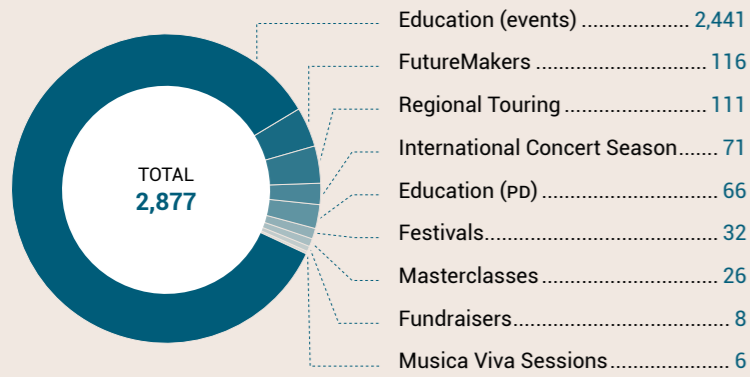 Education (events) .................... 2,441
FutureMakers ................................. 116
Regional Touring ............................ 111
International Concert Season....... 71
Education (PD) ................................. 66
Festivals............................................ 32
Masterclasses ................................. 26
Fundraisers........................................ 8
Musica Viva Sessions...................... 6
TOTAL
2,877